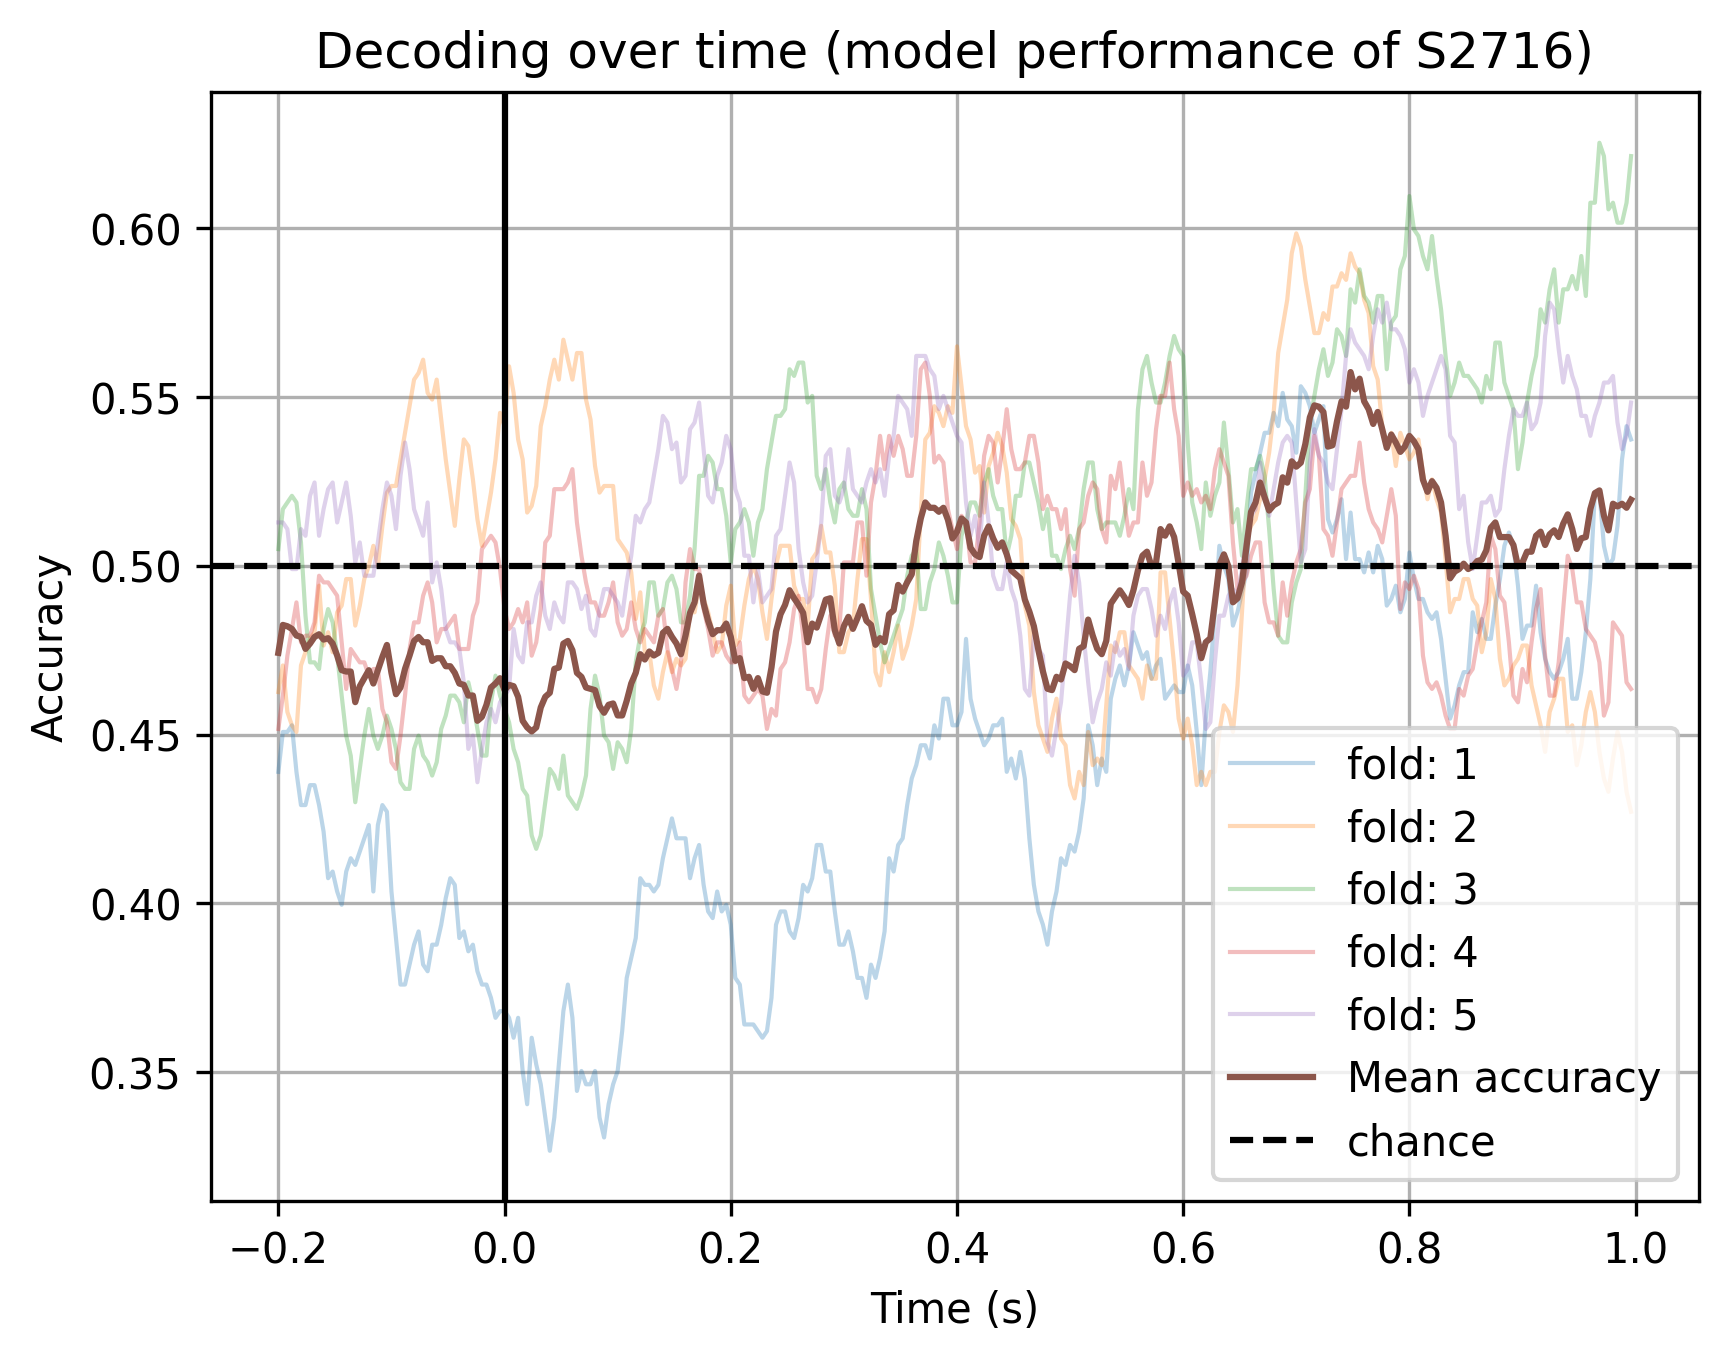 Decoding over time (model performance of S2716)
Accuracy
0.60
0.55
0.50
0.45
0.40
0.35
−0.2
0.0
0.2
0.4
0.6
0.8
1.0
Time (s)
fold: 1
fold: 2
fold: 3
fold: 4
fold: 5
Mean accuracy
chance